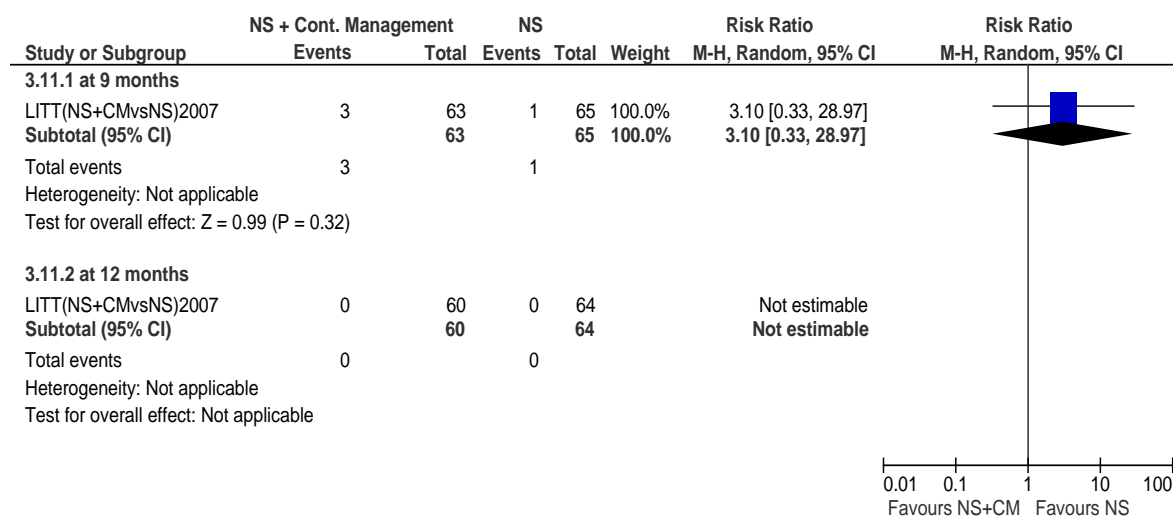 NS + Cont. Management NS Risk Ratio Risk Ratio
Study or Subgroup Events Total Events Total Weight M-H, Random, 95% CI M-H, Random, 95% CI
3.11.1 at 9 months
LITT(NS+CMvsNS)2007 3 63 1 65 100.0% 3.10 [0.33, 28.97]
Subtotal (95% CI) 63 65 100.0% 3.10 [0.33, 28.97]
Total events 3 1
Heterogeneity: Not applicable
Test for overall effect: Z = 0.99 (P = 0.32)
3.11.2 at 12 months
LITT(NS+CMvsNS)2007 0 60 0 64 Not estimable
Subtotal (95% CI) 60 64 Not estimable
Total events 0 0
Heterogeneity: Not applicable
Test for overall effect: Not applicable
0.01 0.1 1 10 100
Favours NS+CM Favours NS